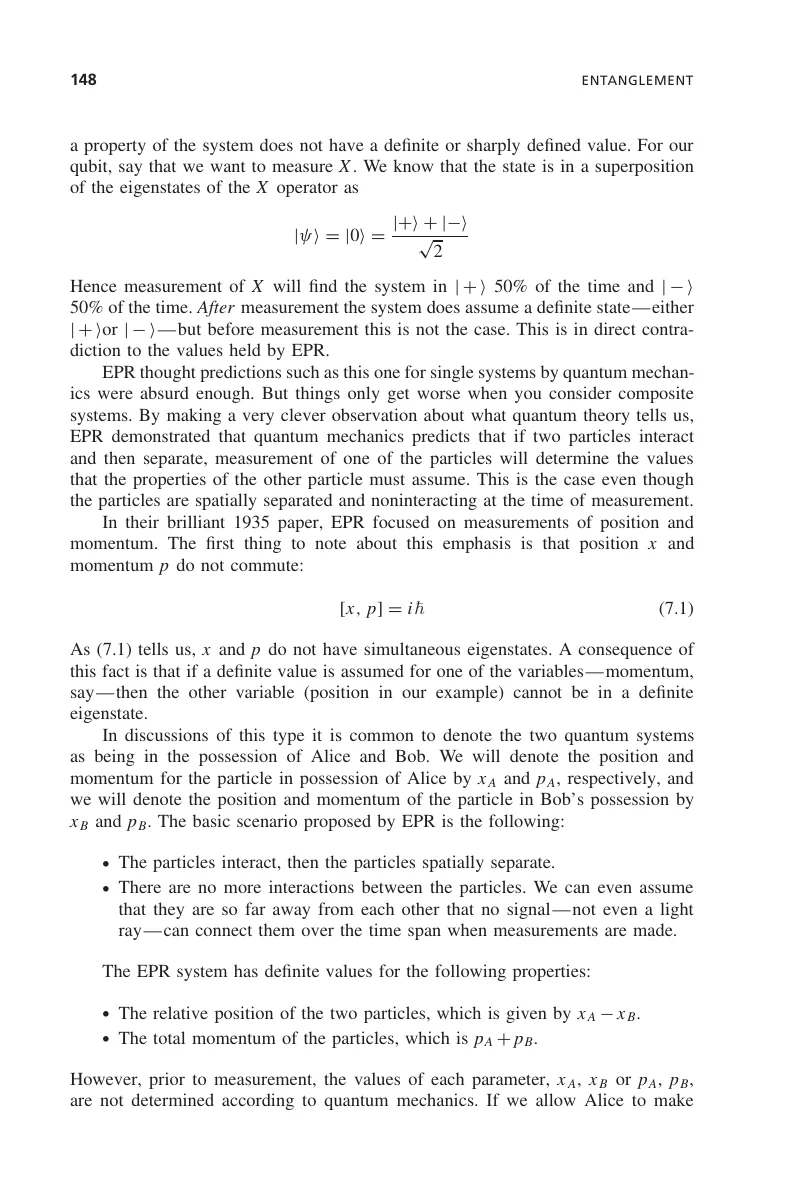 148 ENTANGLEMENT
a property of the system does not have a definite or sharply defined value. For our
qubit, say that we want to measure X. We know that the state is in a superposition
of the eigenstates of the X operator as
|ψ⟩ = |0⟩ = (|+⟩ + |−⟩)/√2
Hence measurement of X will find the system in |+⟩ 50% of the time and |−⟩
50% of the time. After measurement the system does assume a definite state—either
|+⟩or |−⟩—but before measurement this is not the case. This is in direct contra-
diction to the values held by EPR.
EPR thought predictions such as this one for single systems by quantum mechan-
ics were absurd enough. But things only get worse when you consider composite
systems. By making a very clever observation about what quantum theory tells us,
EPR demonstrated that quantum mechanics predicts that if two particles interact
and then separate, measurement of one of the particles will determine the values
that the properties of the other particle must assume. This is the case even though
the particles are spatially separated and noninteracting at the time of measurement.
In their brilliant 1935 paper, EPR focused on measurements of position and
momentum. The first thing to note about this emphasis is that position x and
momentum p do not commute:
[x, p] = iℏ (7.1)
As (7.1) tells us, x and p do not have simultaneous eigenstates. A consequence of
this fact is that if a definite value is assumed for one of the variables—momentum,
say—then the other variable (position in our example) cannot be in a definite
eigenstate.
In discussions of this type it is common to denote the two quantum systems
as being in the possession of Alice and Bob. We will denote the position and
momentum for the particle in possession of Alice by x_A and p_A, respectively, and
we will denote the position and momentum of the particle in Bob's possession by
x_B and p_B. The basic scenario proposed by EPR is the following:
• The particles interact, then the particles spatially separate.
• There are no more interactions between the particles. We can even assume
that they are so far away from each other that no signal—not even a light
ray—can connect them over the time span when measurements are made.
The EPR system has definite values for the following properties:
• The relative position of the two particles, which is given by x_A − x_B.
• The total momentum of the particles, which is p_A + p_B.
However, prior to measurement, the values of each parameter, x_A, x_B or p_A, p_B,
are not determined according to quantum mechanics. If we allow Alice to make